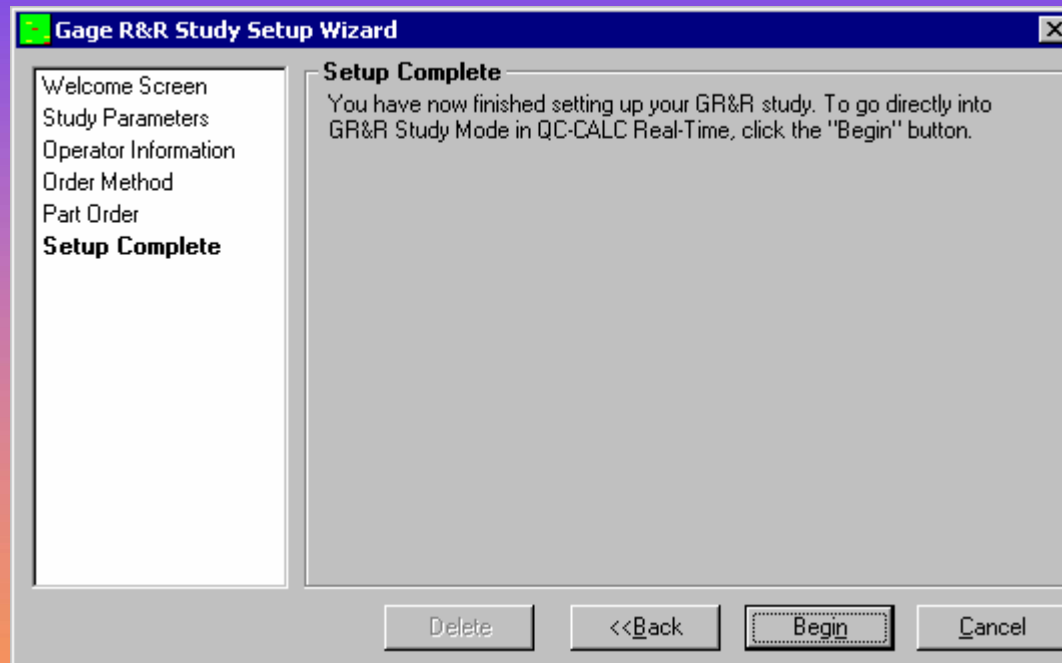 Gage R&R Study Setup Wizard
Welcome Screen
Study Parameters
Operator Information
Order Method
Part Order
Setup Complete
Setup Complete
You have now finished setting up your GR&R study. To go directly into
GR&R Study Mode in QC-CALC Real-Time, click the "Begin" button.
Delete
<<Back
Begin
Cancel